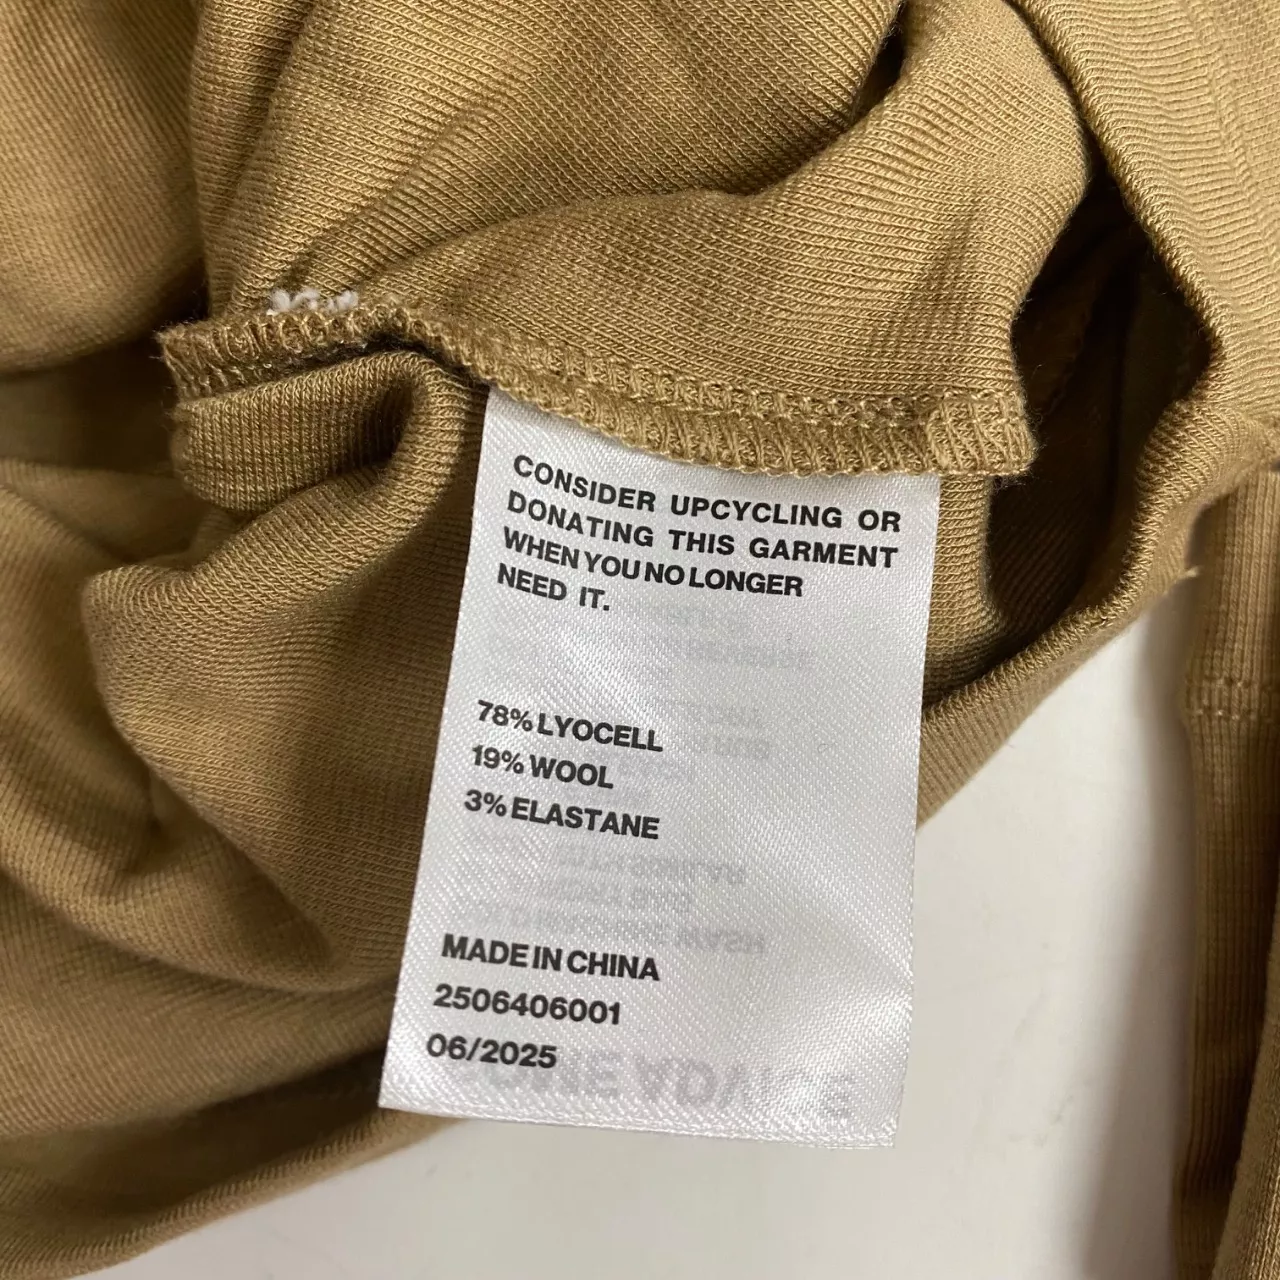 CONSIDER UPCYCLING OR
DONATING THIS GARMENT
WHEN YOU NO LONGER
NEED IT.
78% LYOCELL
19% WOOL
3% ELASTANE
MADE IN CHINA
2506406001
06/2025